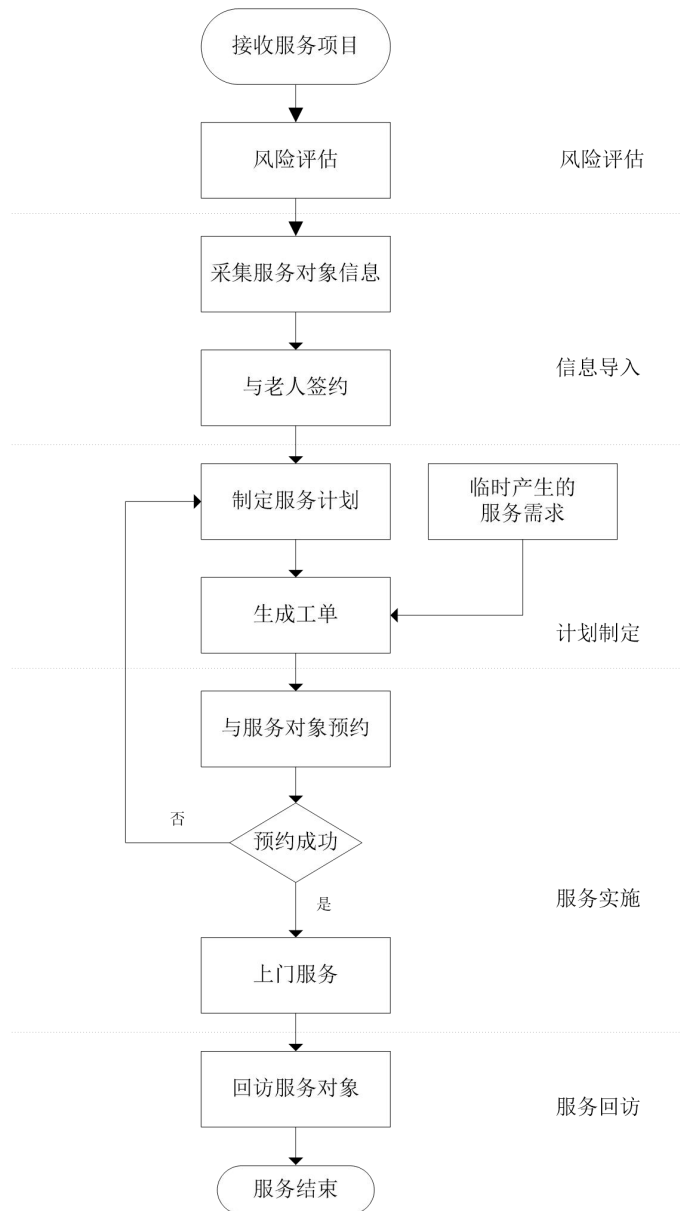 接收服务项目
风险评估
风险评估
采集服务对象信息
信息导入
与老人签约
制定服务计划
临时产生的
服务需求
生成工单
计划制定
与服务对象预约
否
预约成功
服务实施
是
上门服务
回访服务对象
服务回访
服务结束